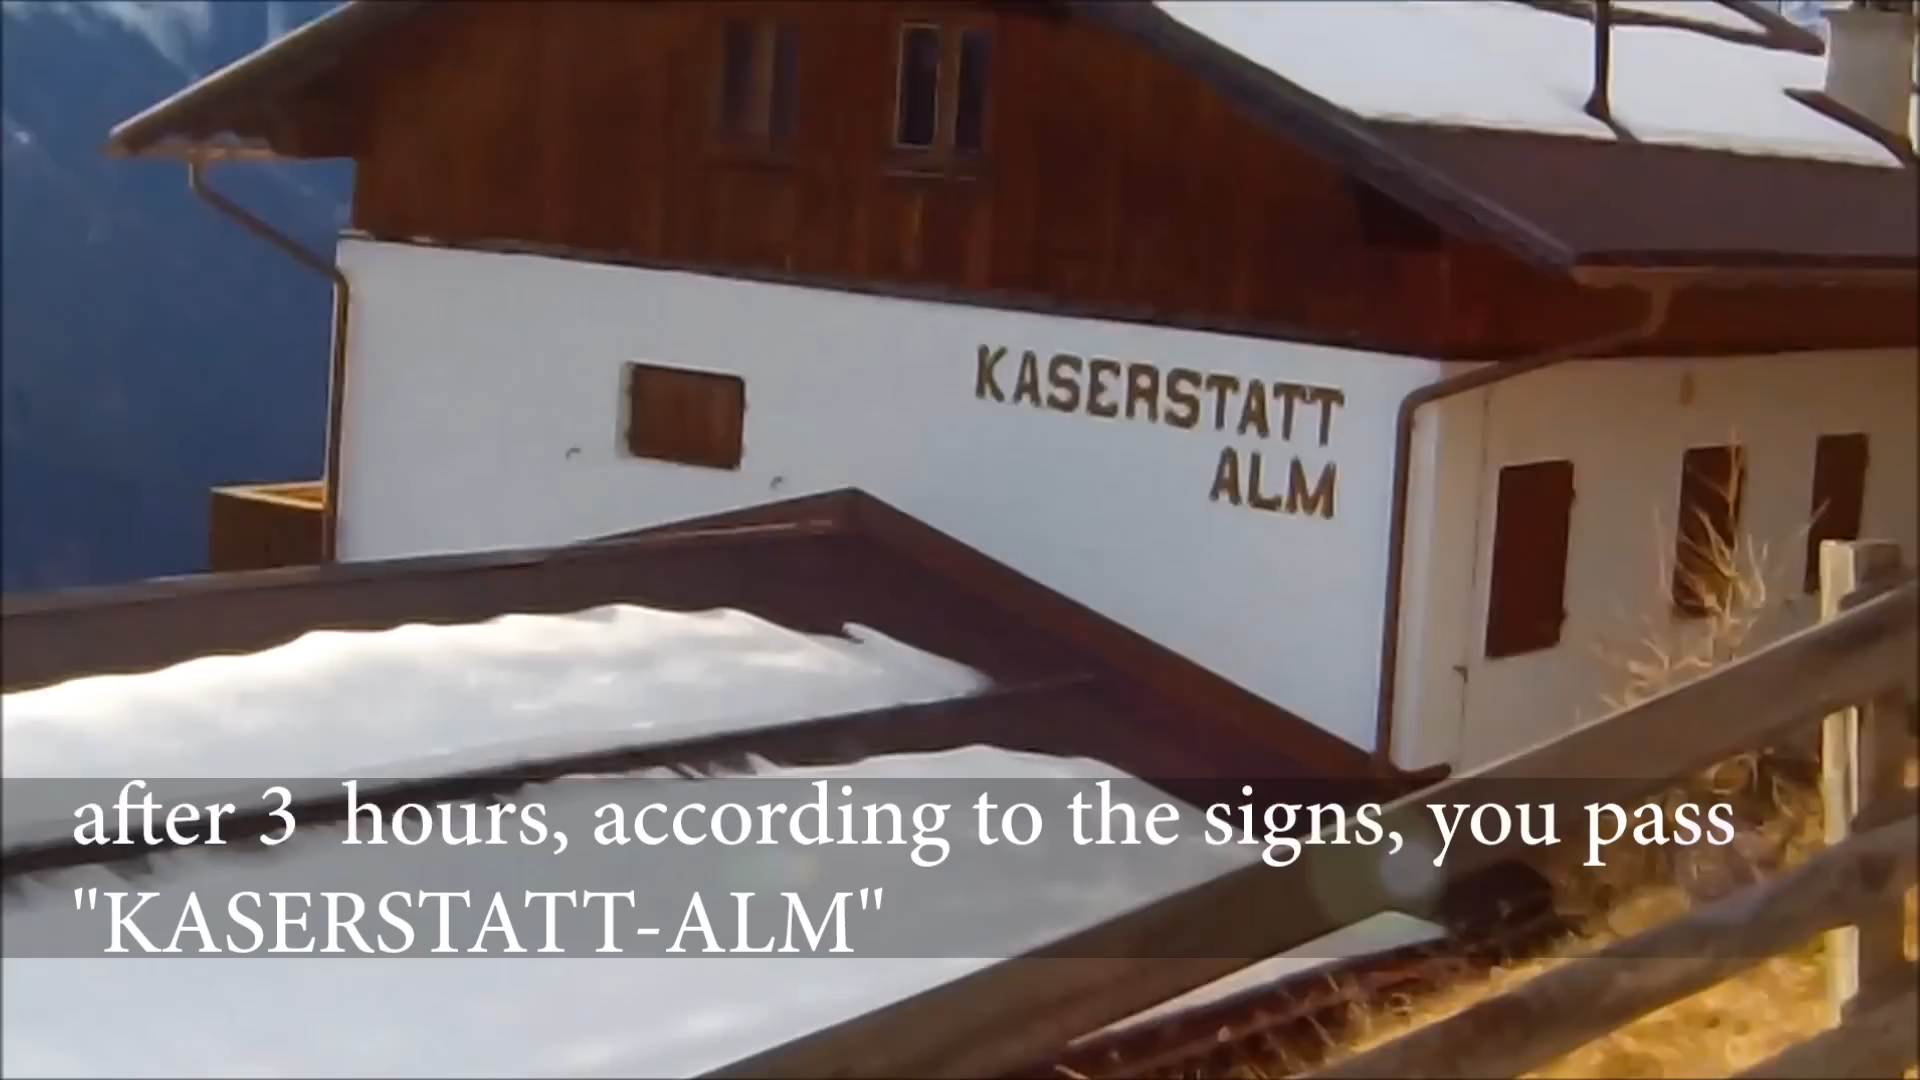 KASERSTATT
ALM
after 3  hours, according to the signs, you pass
"KASERSTATT-ALM"